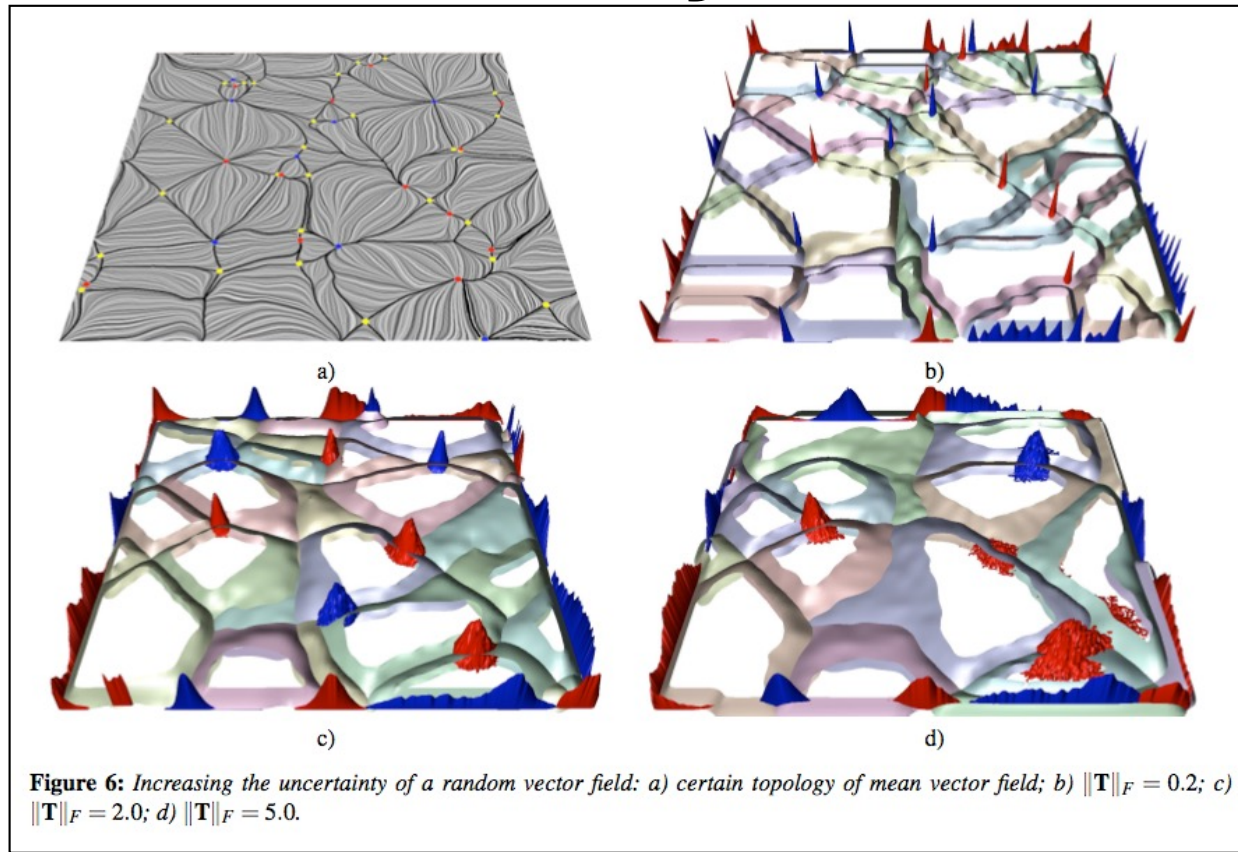 a)
b)
c)
d)
Figure 6: Increasing the uncertainty of a random vector field: a) certain topology of mean vector field; b) ‖T‖F = 0.2; c)
‖T‖F = 2.0; d) ‖T‖F = 5.0.